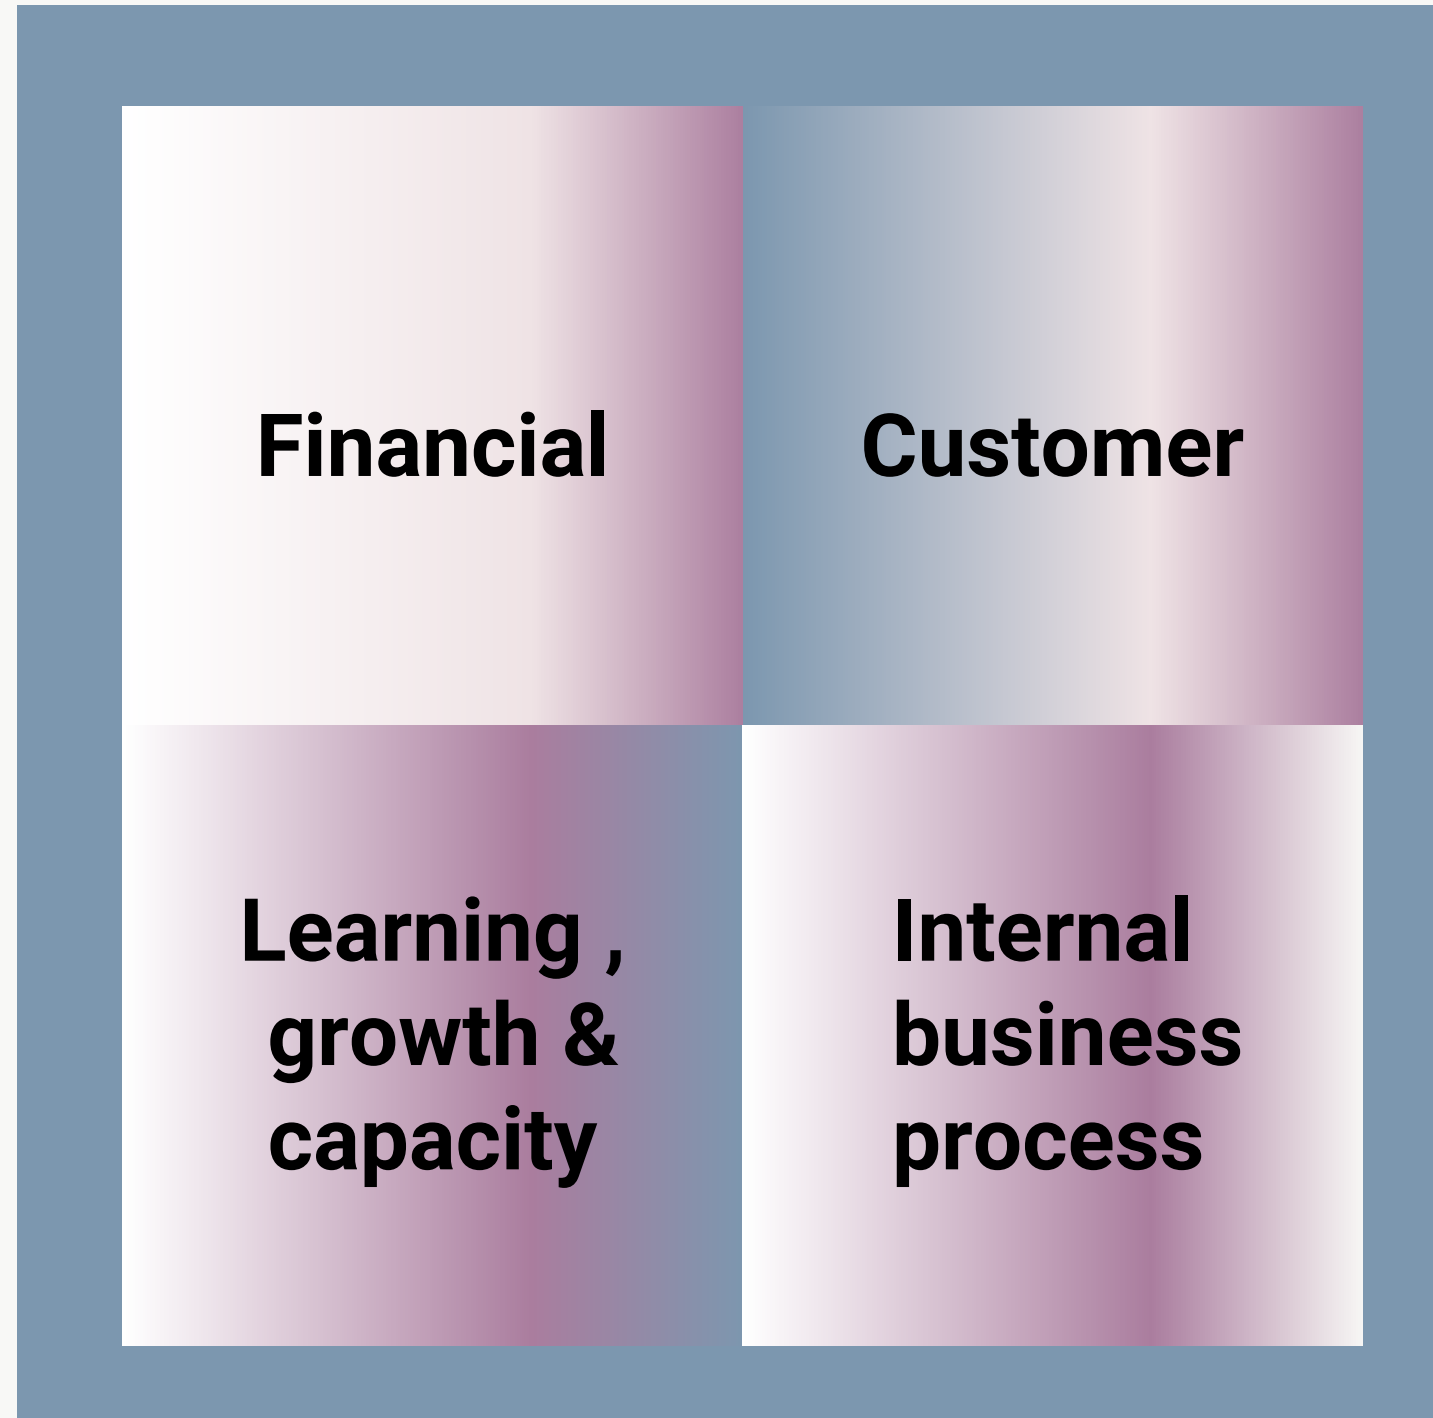 Financial
Customer
Learning ,
growth &
capacity
Internal
business
process